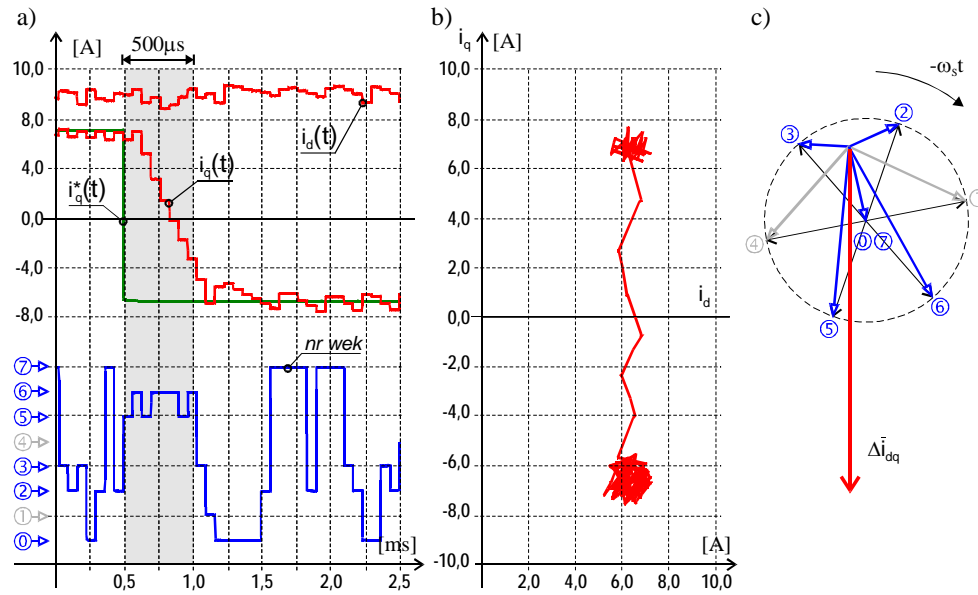 a)
[A]
500μs
10,0
8,0
4,0
0,0
-4,0
-8,0
i_d(t)
i_q(t)
i*_q(t)
nr wek
⑦
⑥
⑤
④
③
②
①
⓪
[ms]
0,5
1,0
1,5
2,0
2,5
b)
i_q
[A]
10,0
8,0
6,0
4,0
2,0
0,0
-2,0
-4,0
-6,0
-8,0
-10,0
i_d
[A]
2,0
4,0
6,0
8,0
10,0
c)
-ω_s t
②
③
④
⓪ ⑦
⑥
⑤
Δi̅_dq